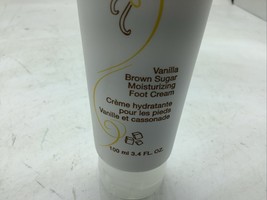 Vanilla
Brown Sugar
Moisturizing
Foot Cream
Crème hydratante
pour les pieds
Vanille et cassonade
100 ml 3.4 FL. OZ.